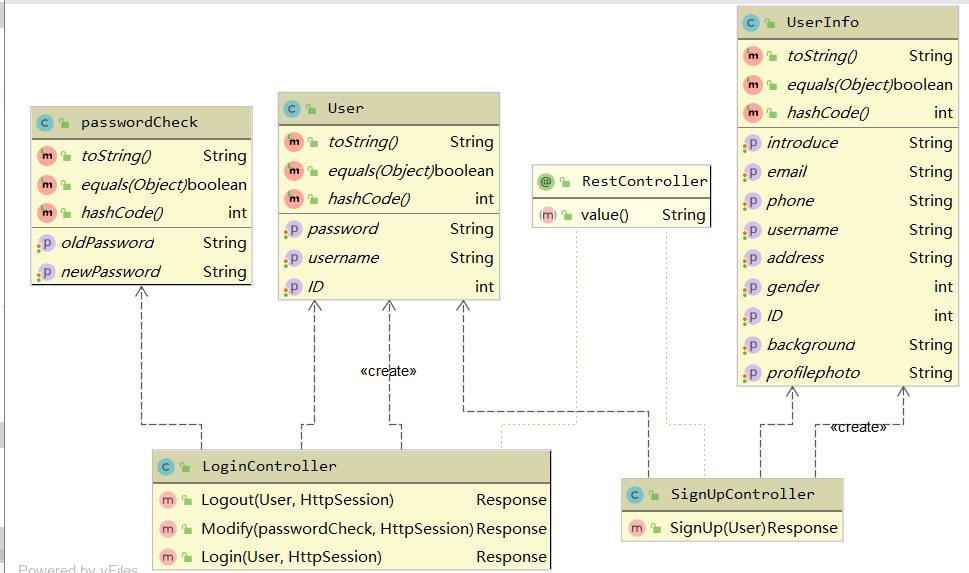 UserInfo
toString() String
equals(Object)boolean
hashCode() int
introduce String
email String
phone String
username String
address String
gender int
ID int
background String
profilephoto String
User
toString() String
equals(Object)boolean
hashCode() int
password String
username String
ID int
passwordCheck
toString() String
equals(Object)boolean
hashCode() int
oldPassword String
newPassword String
@ RestController
m value() String
«create»
«create»
LoginController
Logout(User, HttpSession) Response
Modify(passwordCheck, HttpSession) Response
Login(User, HttpSession) Response
SignUpController
SignUp(User)Response
Powered by yFiles